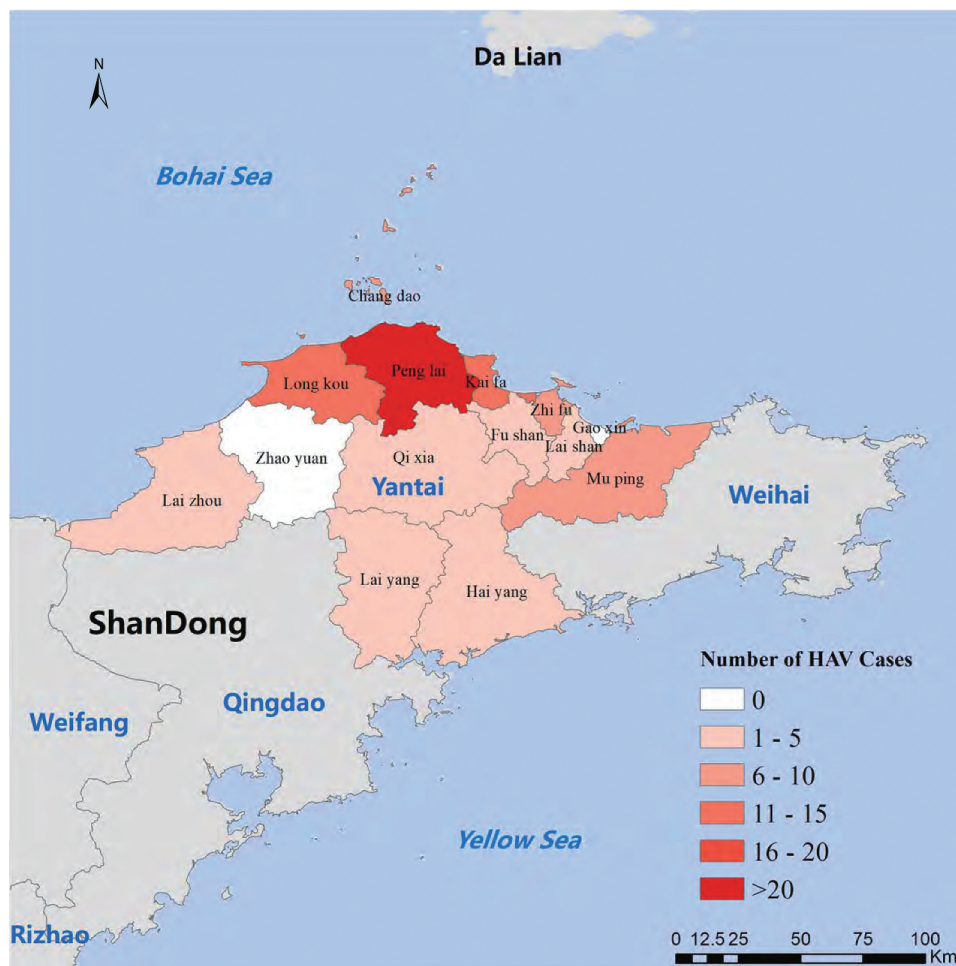 Da Lian
N
Bohai Sea
Chang dao
Peng lai
Long kou
Kai fa
Zhi fu
Gao xin
Fu shan
Lai shan
Zhao yuan
Qi xia
Mu ping
Yantai
Weihai
Lai zhou
Lai yang
Hai yang
ShanDong
Number of HAV Cases
Qingdao
0
Weifang
1 - 5
6 - 10
11 - 15
Yellow Sea
16 - 20
>20
Rizhao
0 12.5 25 50 75 100
Km